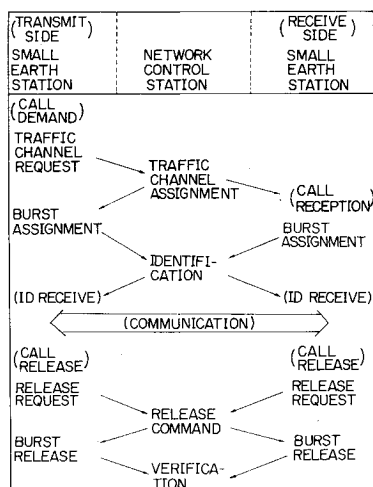 (TRANSMIT SIDE)
SMALL
EARTH
STATION
NETWORK
CONTROL
STATION
(RECEIVE SIDE)
SMALL
EARTH
STATION
(CALL DEMAND)
TRAFFIC
CHANNEL
REQUEST
TRAFFIC
CHANNEL
ASSIGNMENT
(CALL RECEPTION)
BURST
ASSIGNMENT
BURST
ASSIGNMENT
IDENTIFI-
CATION
(ID RECEIVE)
(ID RECEIVE)
(COMMUNICATION)
(CALL RELEASE)
(CALL RELEASE)
RELEASE
REQUEST
RELEASE
REQUEST
RELEASE
COMMAND
BURST
RELEASE
BURST
RELEASE
VERIFICA-
TION